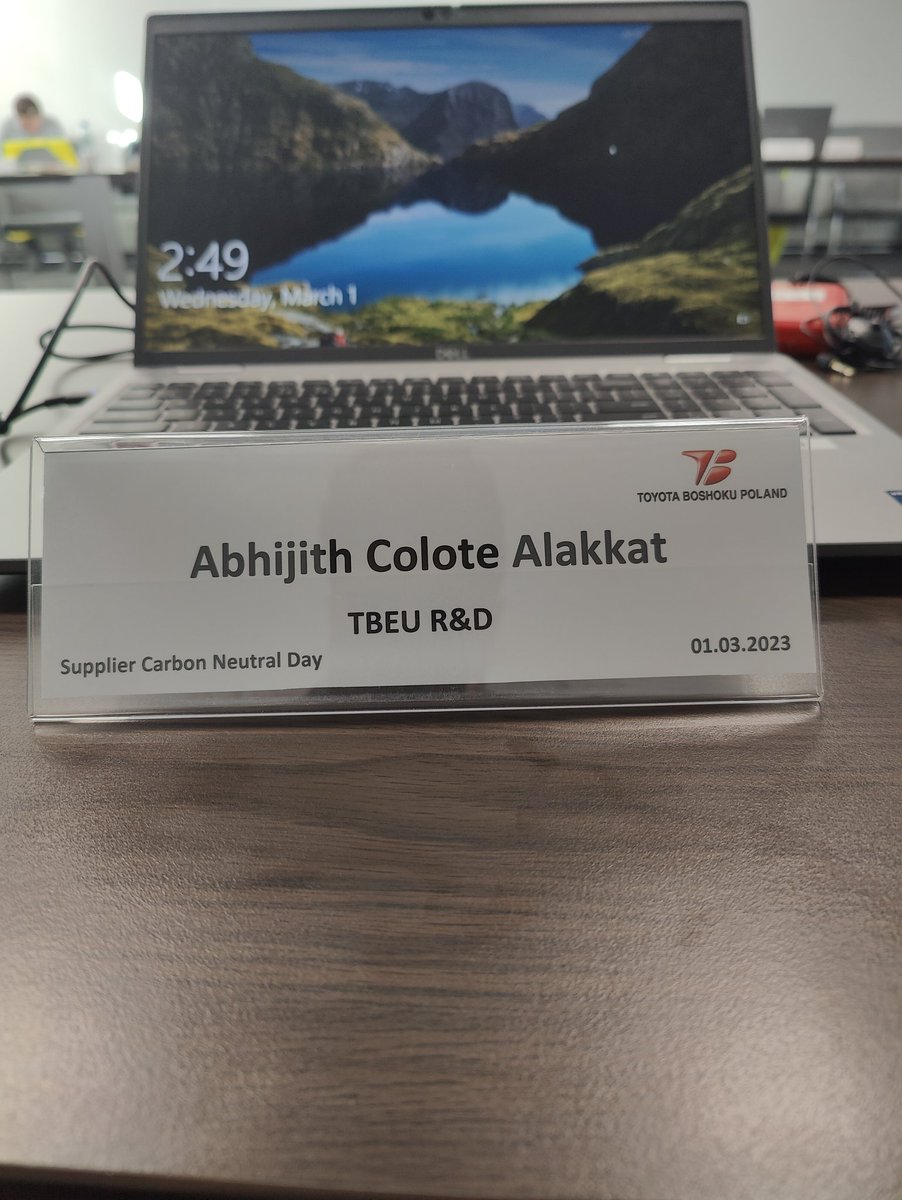 2:49
Wednesday, March 1
DELL
TOYOTA BOSHOKU POLAND
Abhijith Colote Alakkat
TBEU R&D
Supplier Carbon Neutral Day
01.03.2023